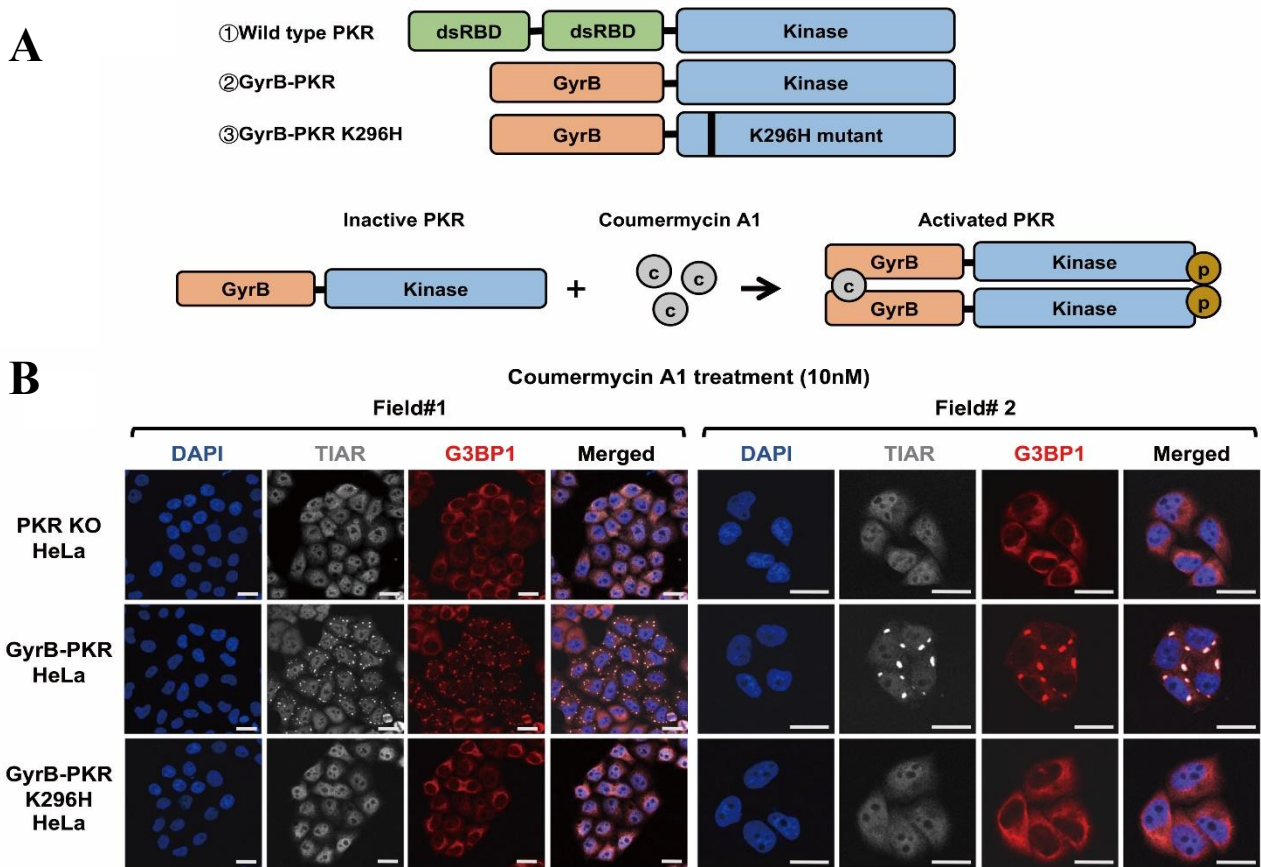 A
①Wild type PKR
dsRBD dsRBD Kinase
②GyrB-PKR
GyrB Kinase
③GyrB-PKR K296H
GyrB K296H mutant
Inactive PKR Coumermycin A1 Activated PKR
GyrB Kinase + c c c GyrB Kinase p
c GyrB Kinase p
B
Coumermycin A1 treatment (10nM)
Field#1 Field# 2
DAPI TIAR G3BP1 Merged DAPI TIAR G3BP1 Merged
PKR KO
HeLa
GyrB-PKR
HeLa
GyrB-PKR
K296H
HeLa